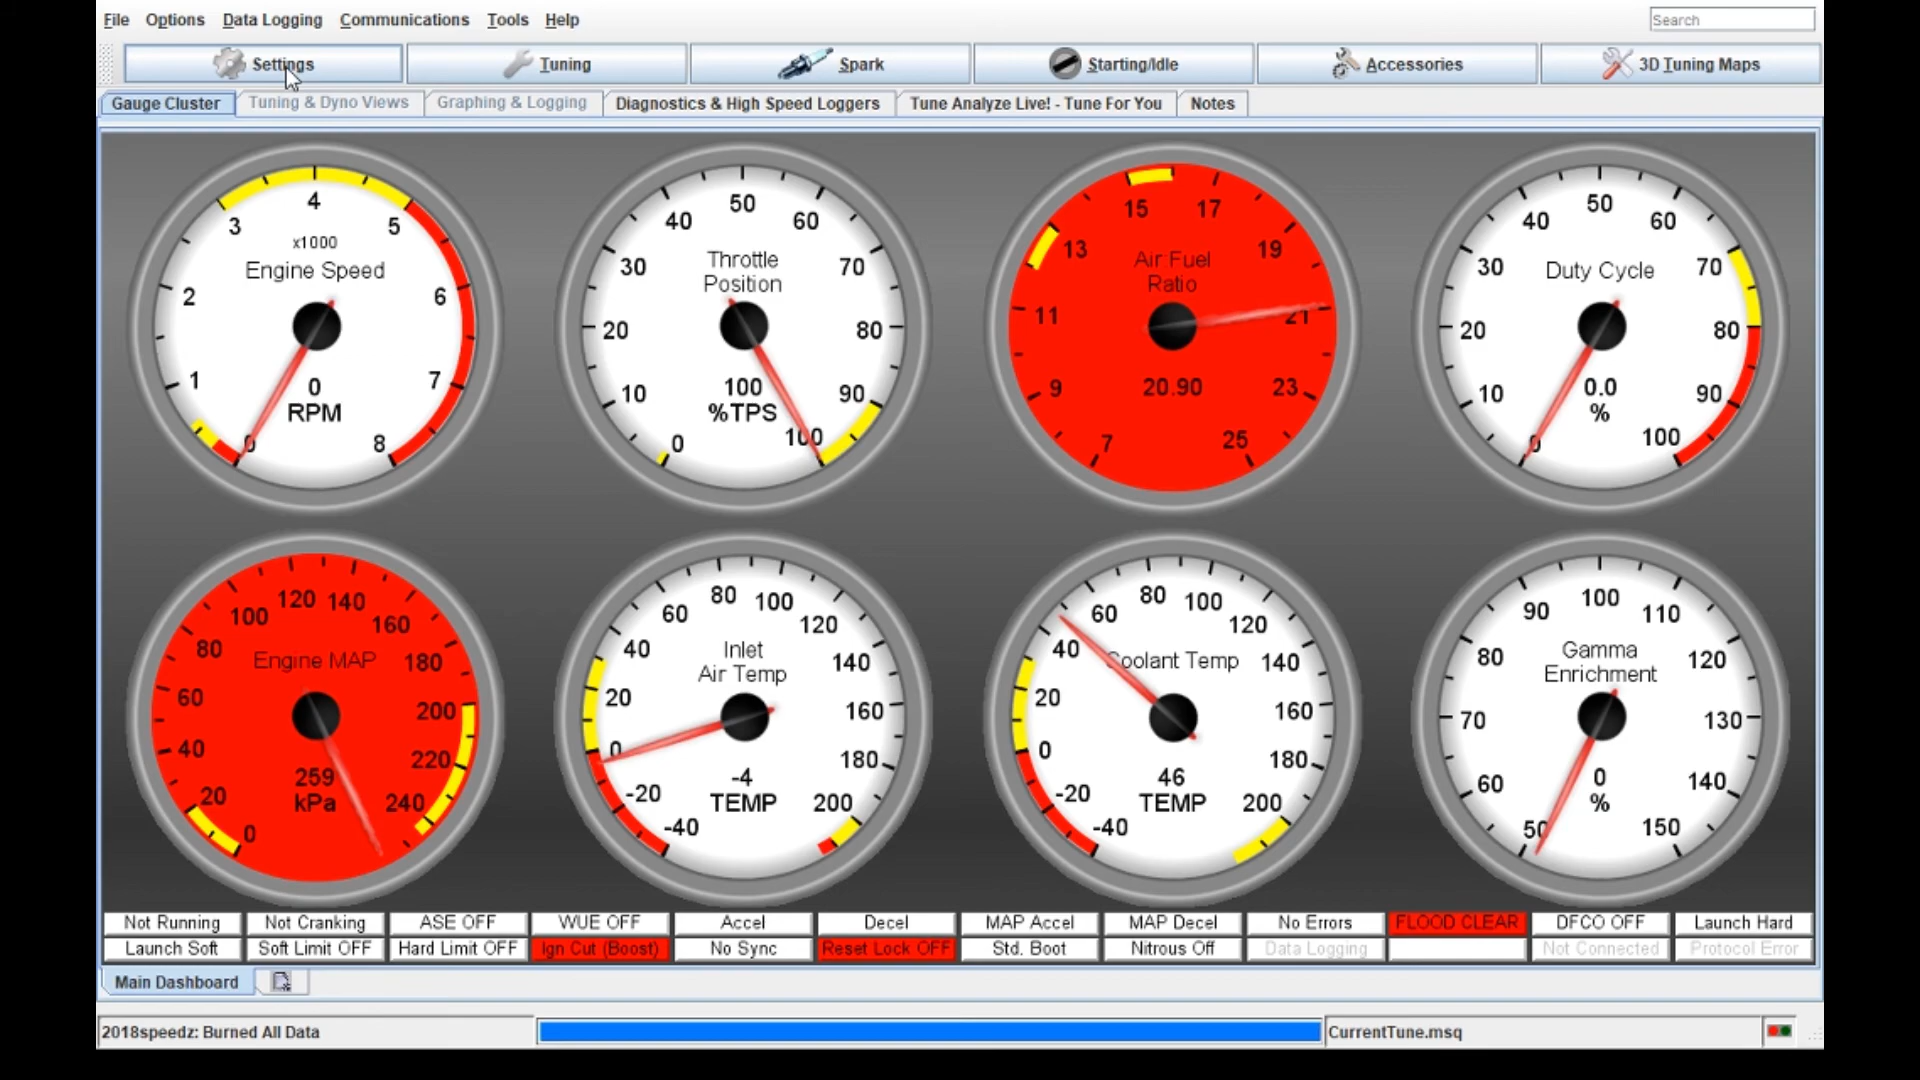 File Options Data Logging Communications Tools Help Search
Settings Tuning Spark Starting/Idle Accessories 3D Tuning Maps
Gauge Cluster Tuning & Dyno Views Graphing & Logging Diagnostics & High Speed Loggers Tune Analyze Live! - Tune For You Notes
0 1 2 3 4 5 6 7 8
x1000
Engine Speed
0
RPM
0 10 20 30 40 50 60 70 80 90 100
Throttle
Position
100
%TPS
7 9 11 13 15 17 19 21 23 25
Air Fuel
Ratio
20.90
0 10 20 30 40 50 60 70 80 90 100
Duty Cycle
0.0
%
0 20 40 60 80 100 120 140 160 180 200 220 240
Engine MAP
259
kPa
-40 -20 0 20 40 60 80 100 120 140 160 180 200
Inlet
Air Temp
-4
TEMP
-40 -20 0 20 40 60 80 100 120 140 160 180 200
Coolant Temp
46
TEMP
50 60 70 80 90 100 110 120 130 140 150
Gamma
Enrichment
0
%
Not Running Not Cranking ASE OFF WUE OFF Accel Decel MAP Accel MAP Decel No Errors FLOOD CLEAR DFCO OFF Launch Hard
Launch Soft Soft Limit OFF Hard Limit OFF Ign Cut (Boost) No Sync Reset Lock OFF Std. Boot Nitrous Off Data Logging Not Connected Protocol Error
Main Dashboard
2018speedz: Burned All Data CurrentTune.msq